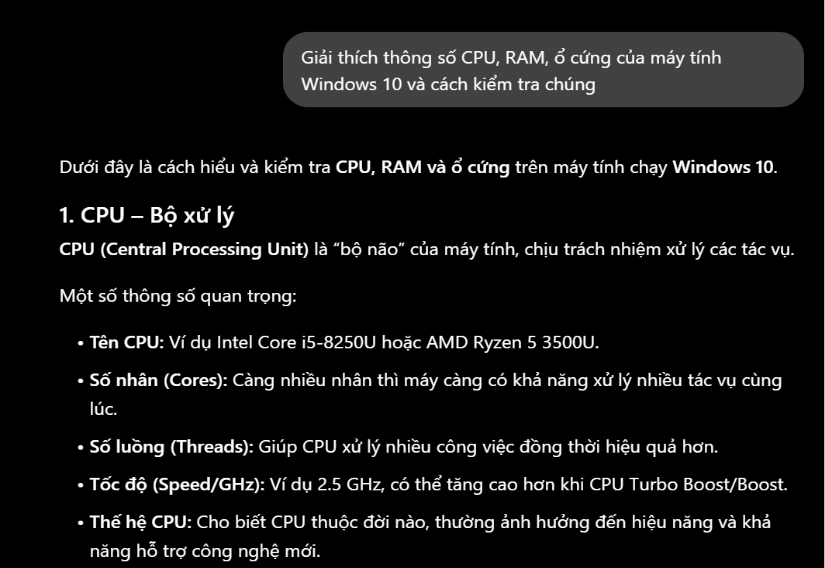 Giải thích thông số CPU, RAM, ổ cứng của máy tính
Windows 10 và cách kiểm tra chúng
Dưới đây là cách hiểu và kiểm tra CPU, RAM và ổ cứng trên máy tính chạy Windows 10.
1. CPU – Bộ xử lý
CPU (Central Processing Unit) là “bộ não” của máy tính, chịu trách nhiệm xử lý các tác vụ.
Một số thông số quan trọng:
• Tên CPU: Ví dụ Intel Core i5-8250U hoặc AMD Ryzen 5 3500U.
• Số nhân (Cores): Càng nhiều nhân thì máy càng có khả năng xử lý nhiều tác vụ cùng
lúc.
• Số luồng (Threads): Giúp CPU xử lý nhiều công việc đồng thời hiệu quả hơn.
• Tốc độ (Speed/GHz): Ví dụ 2.5 GHz, có thể tăng cao hơn khi CPU Turbo Boost/Boost.
• Thế hệ CPU: Cho biết CPU thuộc đời nào, thường ảnh hưởng đến hiệu năng và khả
năng hỗ trợ công nghệ mới.